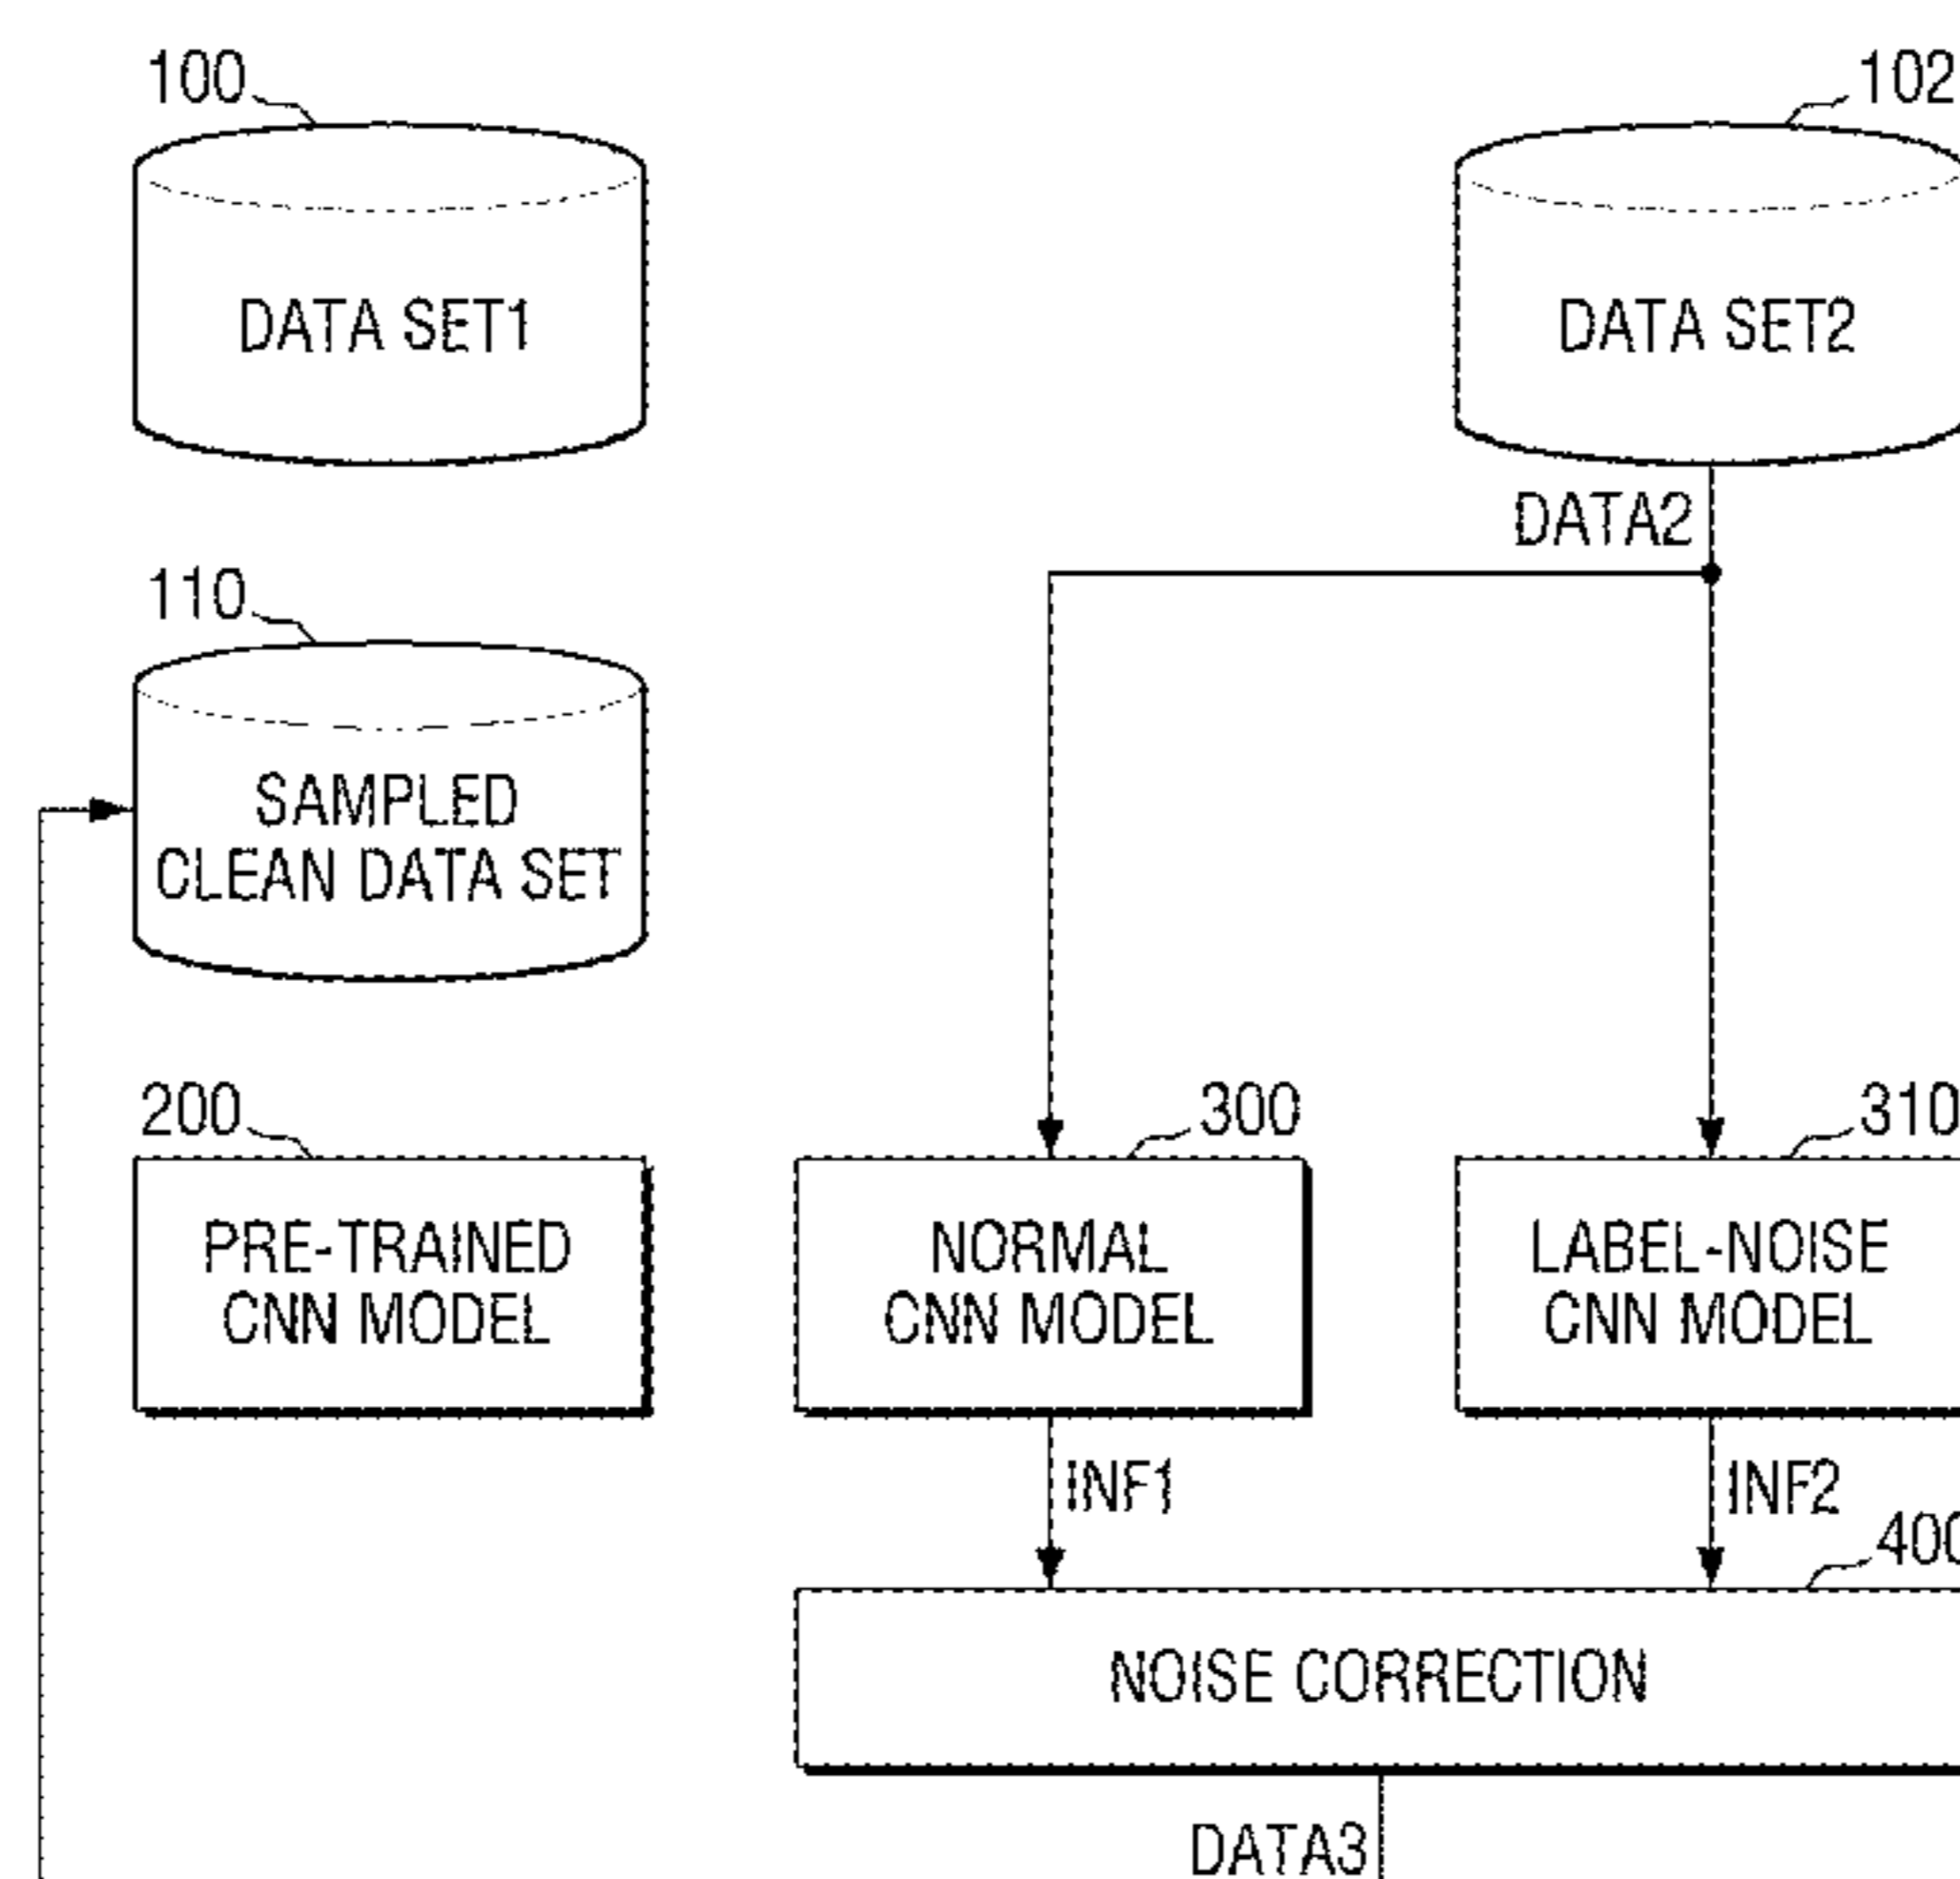 100
102
DATA SET1
DATA SET2
DATA2
110
SAMPLED
CLEAN DATA SET
200
300
310
PRE-TRAINED
CNN MODEL
NORMAL
CNN MODEL
LABEL-NOISE
CNN MODEL
INF1
INF2
400
NOISE CORRECTION
DATA3